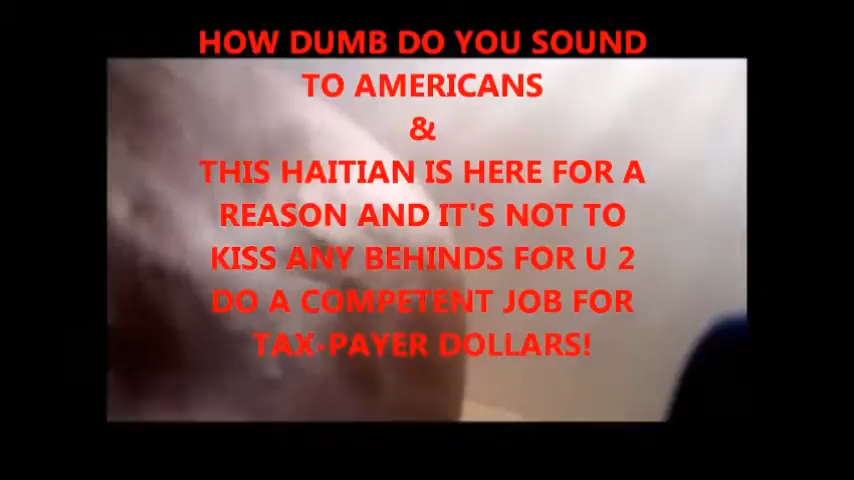 HOW DUMB DO YOU SOUND
TO AMERICANS
&
THIS HAITIAN IS HERE FOR A
REASON AND IT'S NOT TO
KISS ANY BEHINDS FOR U 2
DO A COMPETENT JOB FOR
TAX-PAYER DOLLARS!